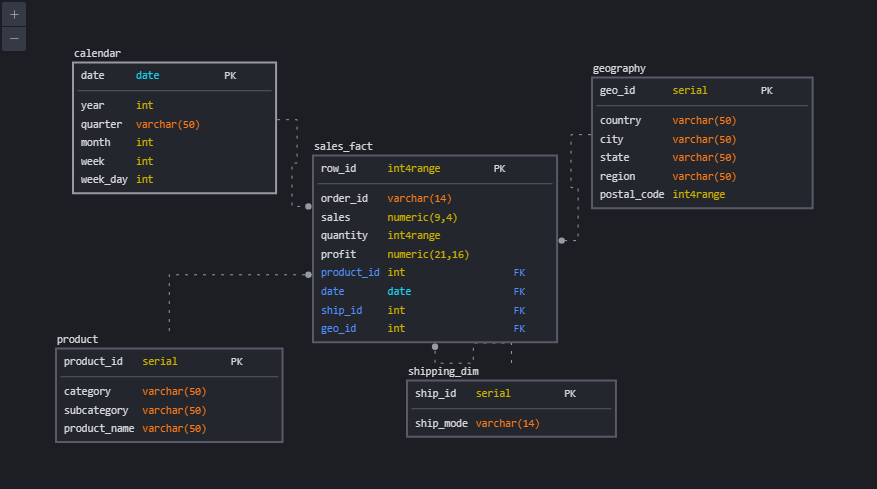 calendar
date date PK
year int
quarter varchar(50)
month int
week int
week_day int
geography
geo_id serial PK
country varchar(50)
city varchar(50)
state varchar(50)
region varchar(50)
postal_code int4range
sales_fact
row_id int4range PK
order_id varchar(14)
sales numeric(9,4)
quantity int4range
profit numeric(21,16)
product_id int FK
date date FK
ship_id int FK
geo_id int FK
product
product_id serial PK
category varchar(50)
subcategory varchar(50)
product_name varchar(50)
shipping_dim
ship_id serial PK
ship_mode varchar(14)